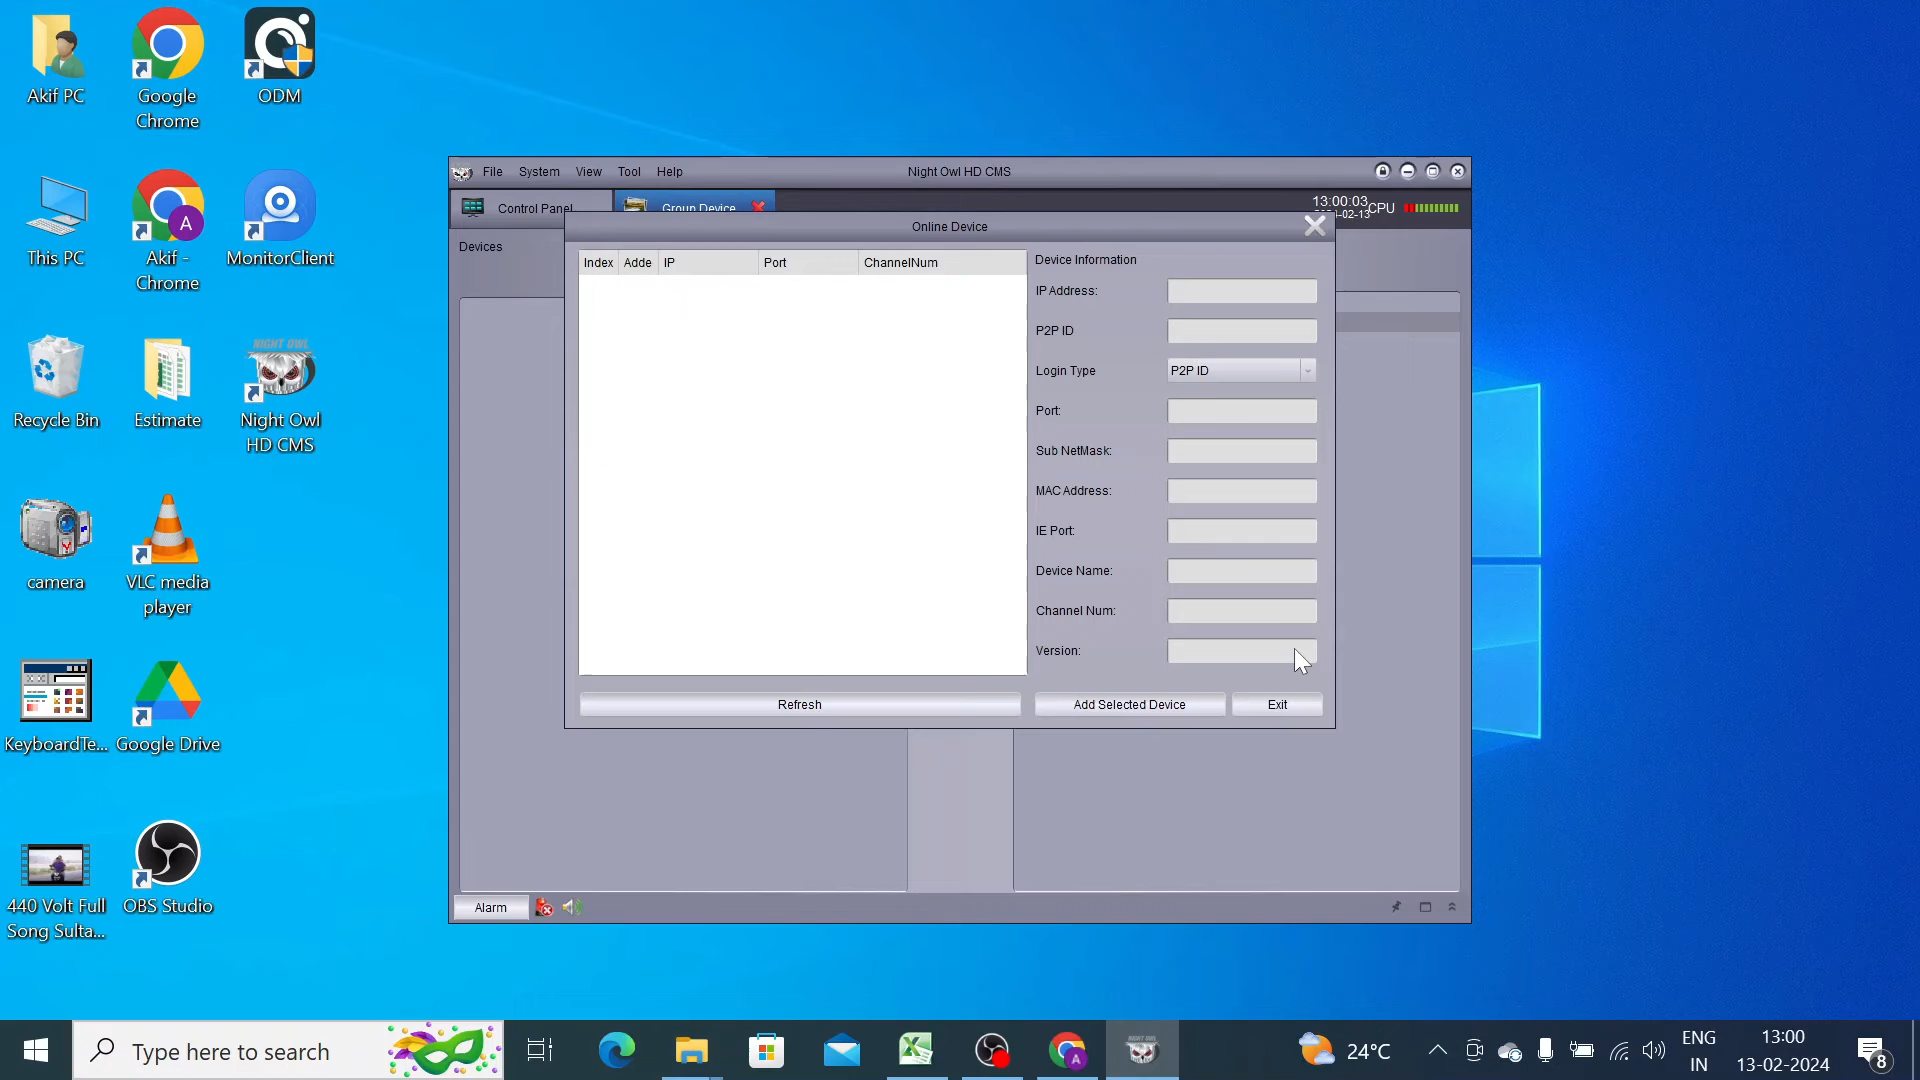 Akif PC
Google
Chrome
ODM
This PC
Akif -
Chrome
MonitorClient
Recycle Bin
Estimate
NIGHT OWL
Night Owl
HD CMS
camera
VLC media
player
KeyboardTe...
Google Drive
440 Volt Full
Song Sulta...
OBS Studio
File
System
View
Tool
Help
Night Owl HD CMS
Control Panel
Group Device
13:00:03
-02-13
CPU
Devices
Online Device
Index
Adde
IP
Port
ChannelNum
Device Information
IP Address:
P2P ID
Login Type
P2P ID
Port:
Sub NetMask:
MAC Address:
IE Port:
Device Name:
Channel Num:
Version:
Refresh
Add Selected Device
Exit
Alarm
Type here to search
24°C
ENG
IN
13:00
13-02-2024
8